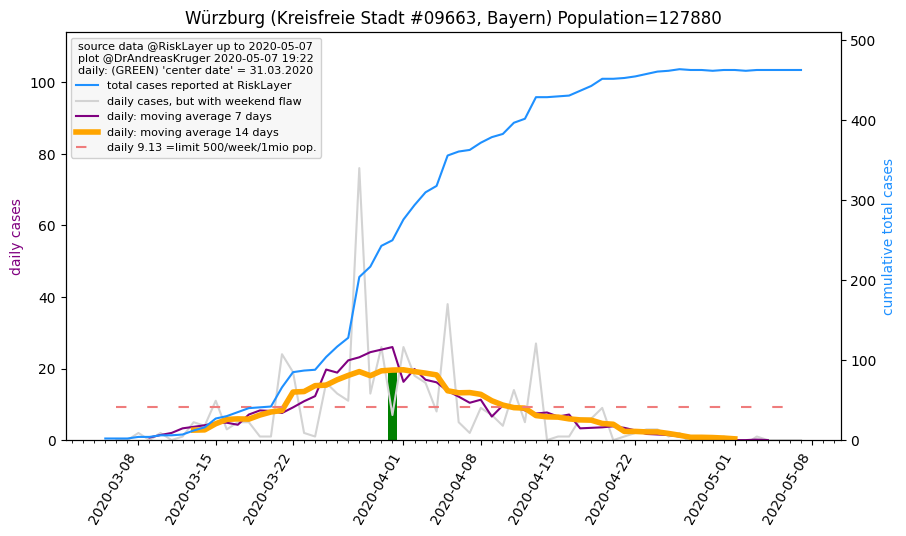 Würzburg (Kreisfreie Stadt #09663, Bayern) Population=127880
source data @RiskLayer up to 2020-05-07
plot @DrAndreasKruger 2020-05-07 19:22
daily: (GREEN) 'center date' = 31.03.2020
total cases reported at RiskLayer
daily cases, but with weekend flaw
daily: moving average 7 days
daily: moving average 14 days
daily 9.13 =limit 500/week/1mio pop.
daily cases
100
80
60
40
20
0
cumulative total cases
500
400
300
200
100
0
2020-03-08
2020-03-15
2020-03-22
2020-04-01
2020-04-08
2020-04-15
2020-04-22
2020-05-01
2020-05-08